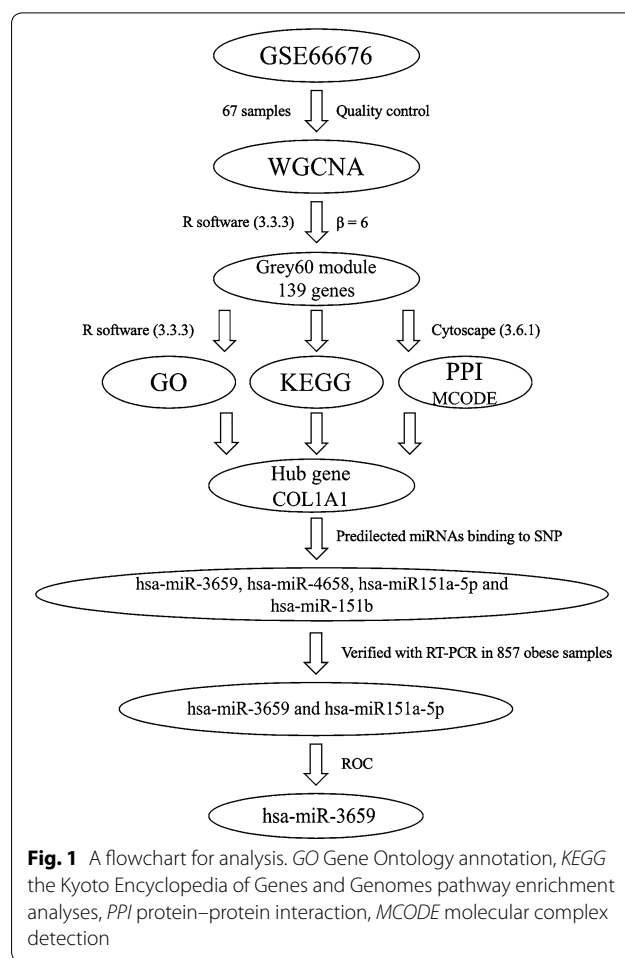 GSE66676
67 samples Quality control
WGCNA
R software (3.3.3) β = 6
Grey60 module
139 genes
R software (3.3.3) Cytoscape (3.6.1)
GO KEGG PPI
MCODE
Hub gene
COL1A1
Predilected miRNAs binding to SNP
hsa-miR-3659, hsa-miR-4658, hsa-miR151a-5p and
hsa-miR-151b
Verified with RT-PCR in 857 obese samples
hsa-miR-3659 and hsa-miR151a-5p
ROC
hsa-miR-3659
Fig. 1 A flowchart for analysis. GO Gene Ontology annotation, KEGG
the Kyoto Encyclopedia of Genes and Genomes pathway enrichment
analyses, PPI protein–protein interaction, MCODE molecular complex
detection